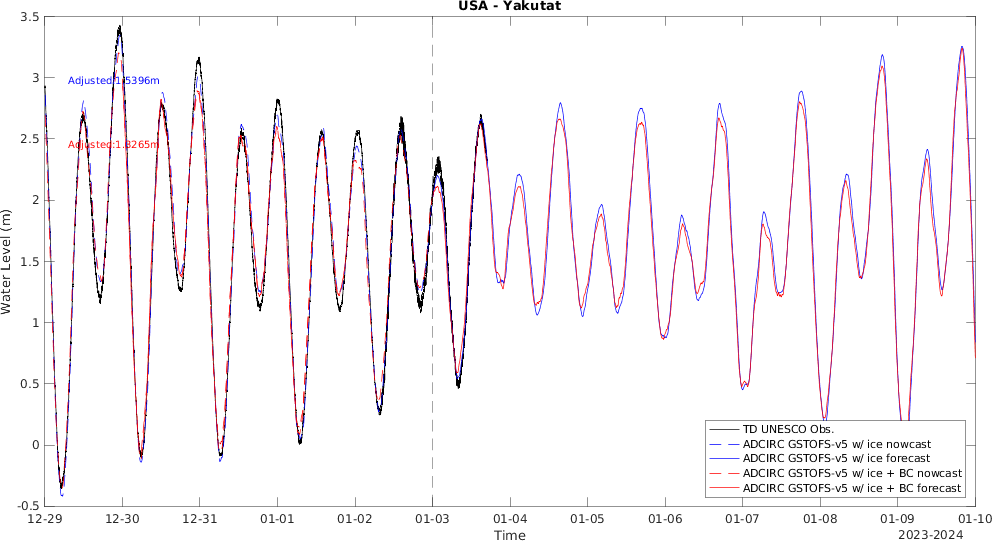 USA - Yakutat
3.5
3
2.5
2
1.5
1
0.5
0
-0.5
Water Level (m)
Adjusted:1.5396m
Adjusted:1.3265m
TD UNESCO Obs.
ADCIRC GSTOFS-v5 w/ ice nowcast
ADCIRC GSTOFS-v5 w/ ice forecast
ADCIRC GSTOFS-v5 w/ ice + BC nowcast
ADCIRC GSTOFS-v5 w/ ice + BC forecast
12-29 12-30 12-31 01-01 01-02 01-03 01-04 01-05 01-06 01-07 01-08 01-09 01-10
Time
2023-2024